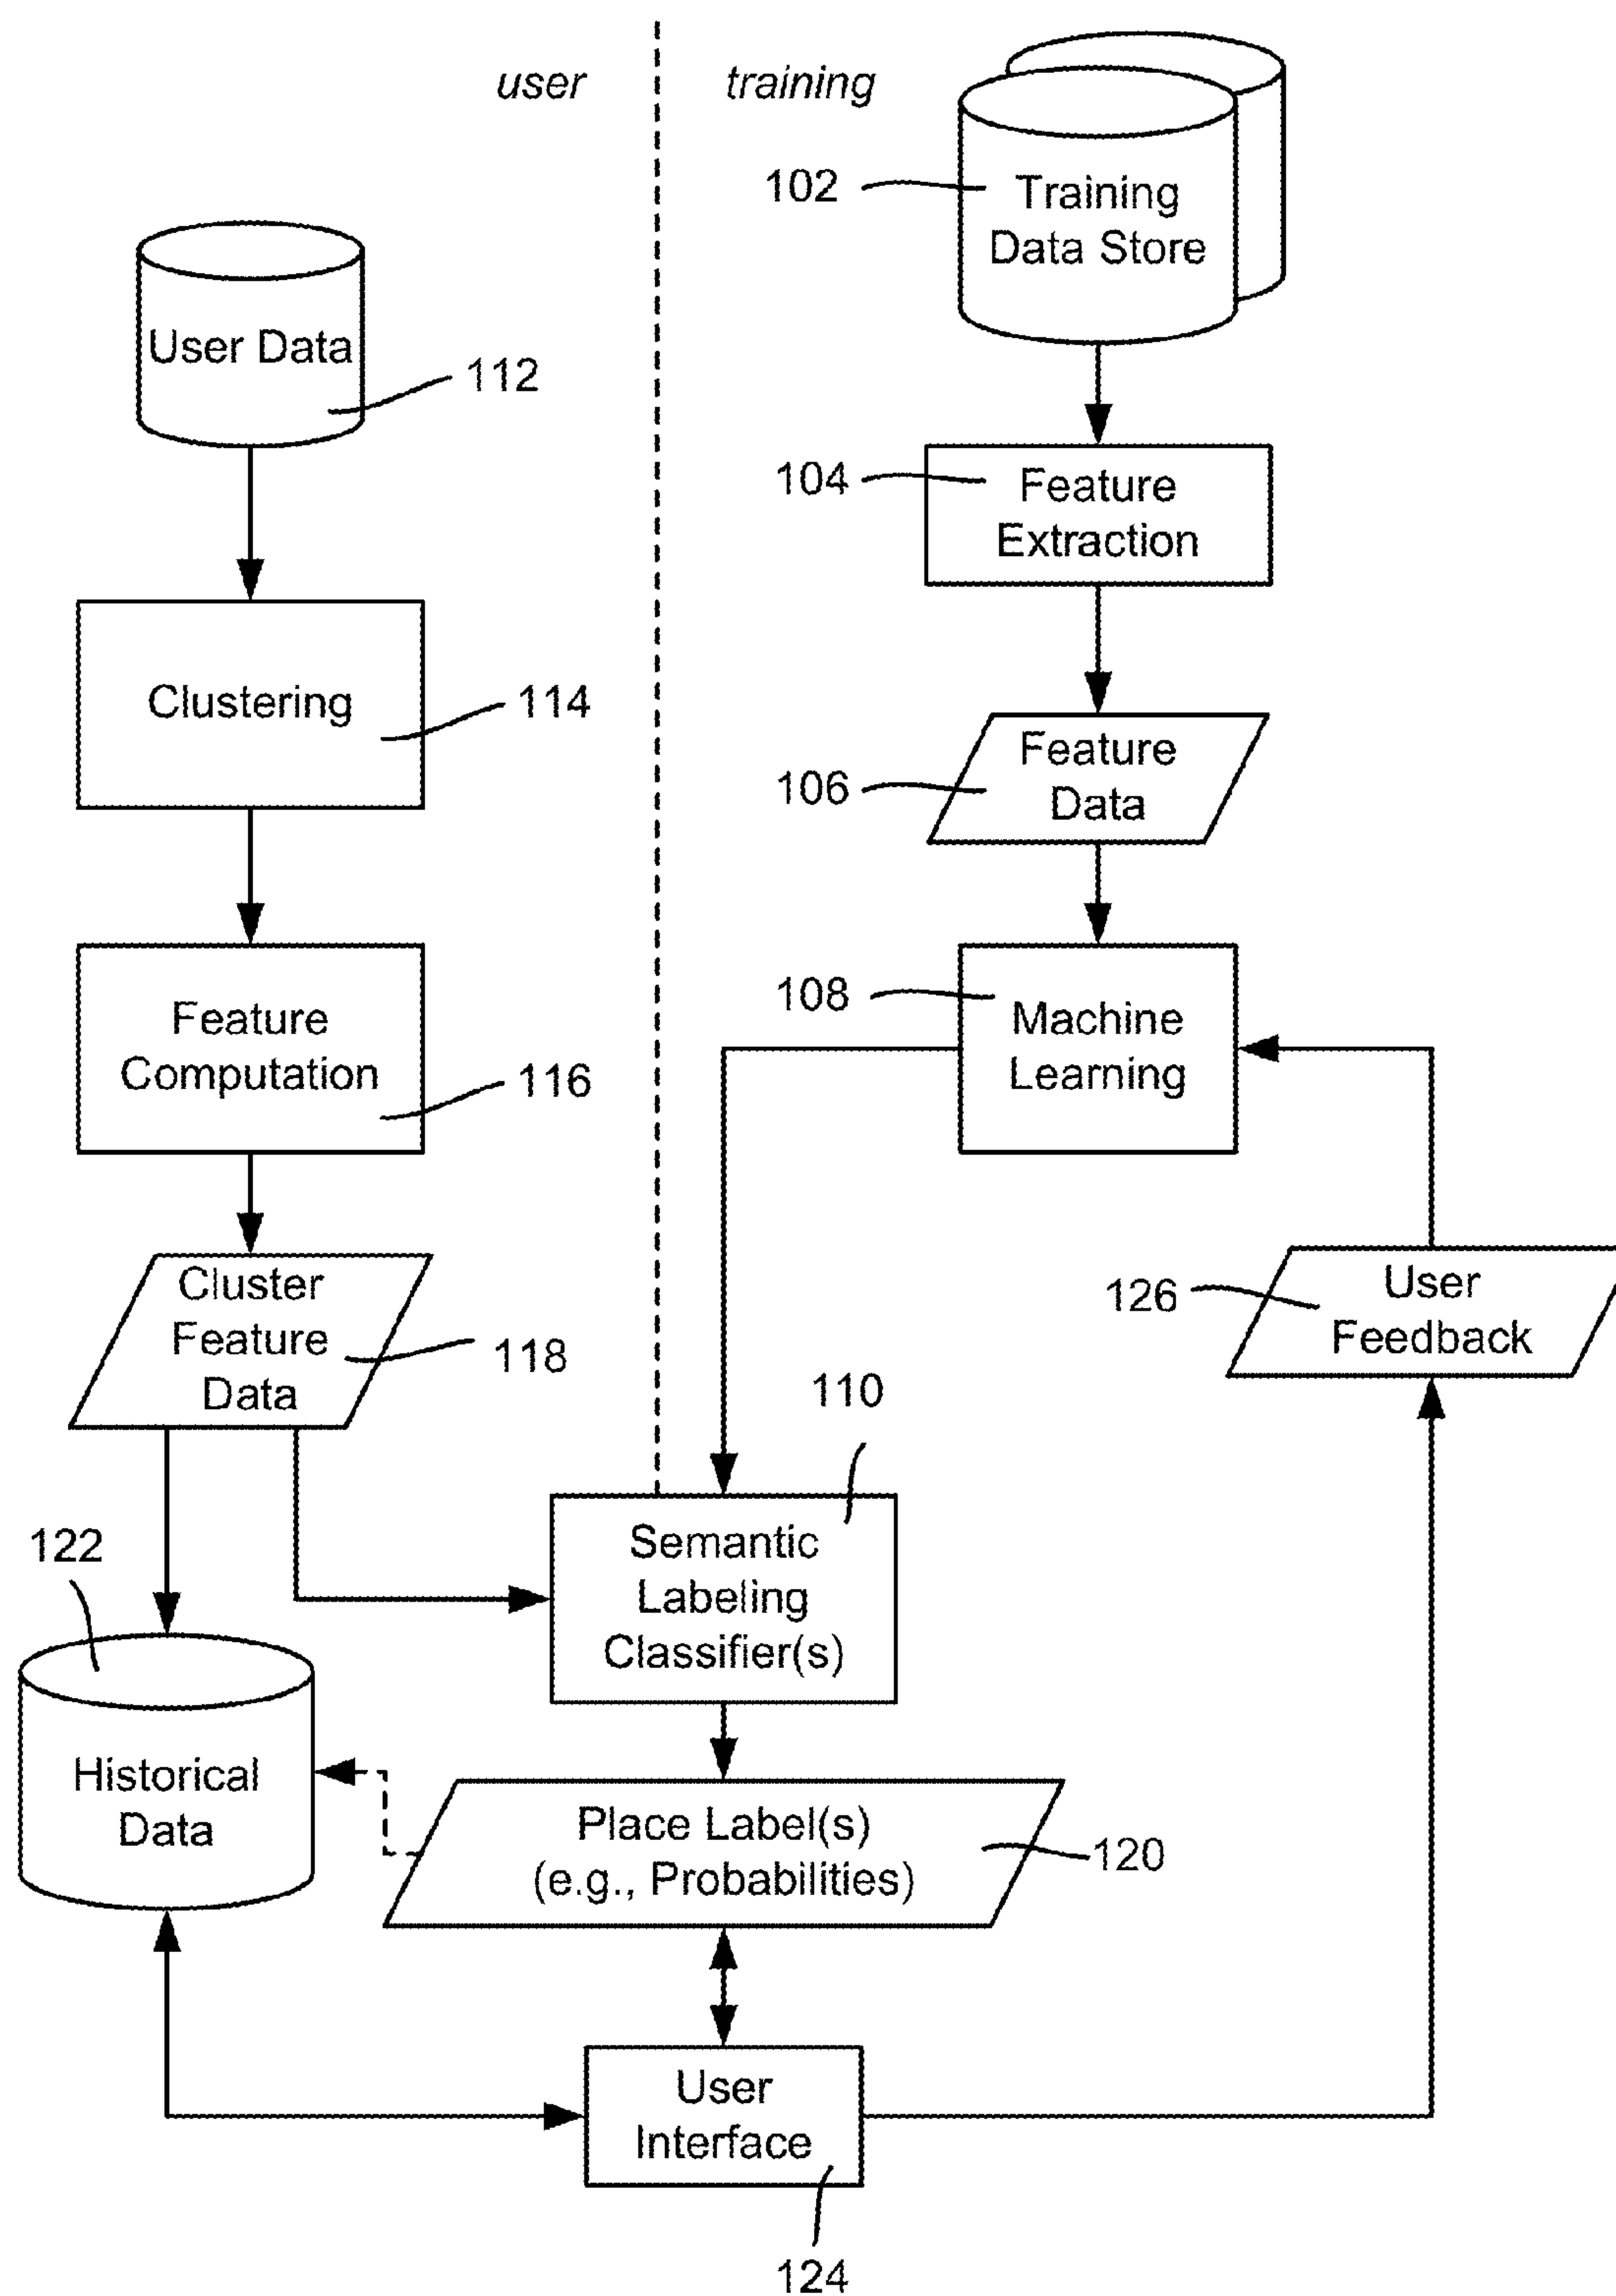 user
training
102
Training
Data Store
User Data
112
104
Feature
Extraction
Clustering
114
106
Feature
Data
Feature
Computation
116
108
Machine
Learning
Cluster
Feature
Data
118
126
User
Feedback
110
122
Semantic
Labeling
Classifier(s)
Historical
Data
Place Label(s)
(e.g., Probabilities)
120
User
Interface
124